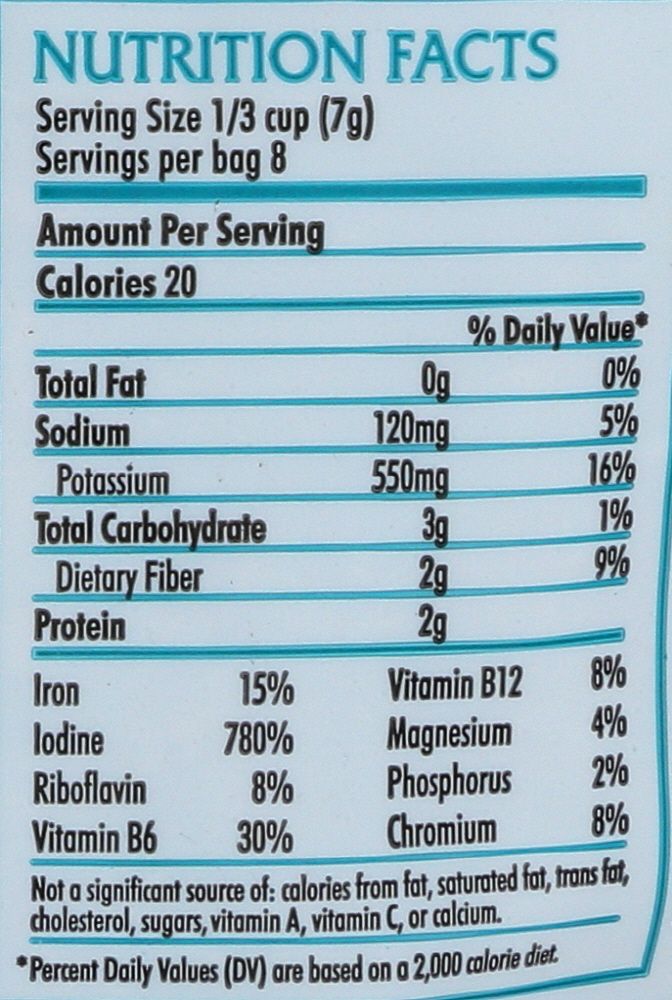 NUTRITION FACTS
Serving Size 1/3 cup (7g)
Servings per bag 8
Amount Per Serving
Calories 20
% Daily Value*
Total Fat 0g 0%
Sodium 120mg 5%
Potassium 550mg 16%
Total Carbohydrate 3g 1%
Dietary Fiber 2g 9%
Protein 2g
Iron 15% Vitamin B12 8%
Iodine 780% Magnesium 4%
Riboflavin 8% Phosphorus 2%
Vitamin B6 30% Chromium 8%
Not a significant source of: calories from fat, saturated fat, trans fat,
cholesterol, sugars, vitamin A, vitamin C, or calcium.
*Percent Daily Values (DV) are based on a 2,000 calorie diet.